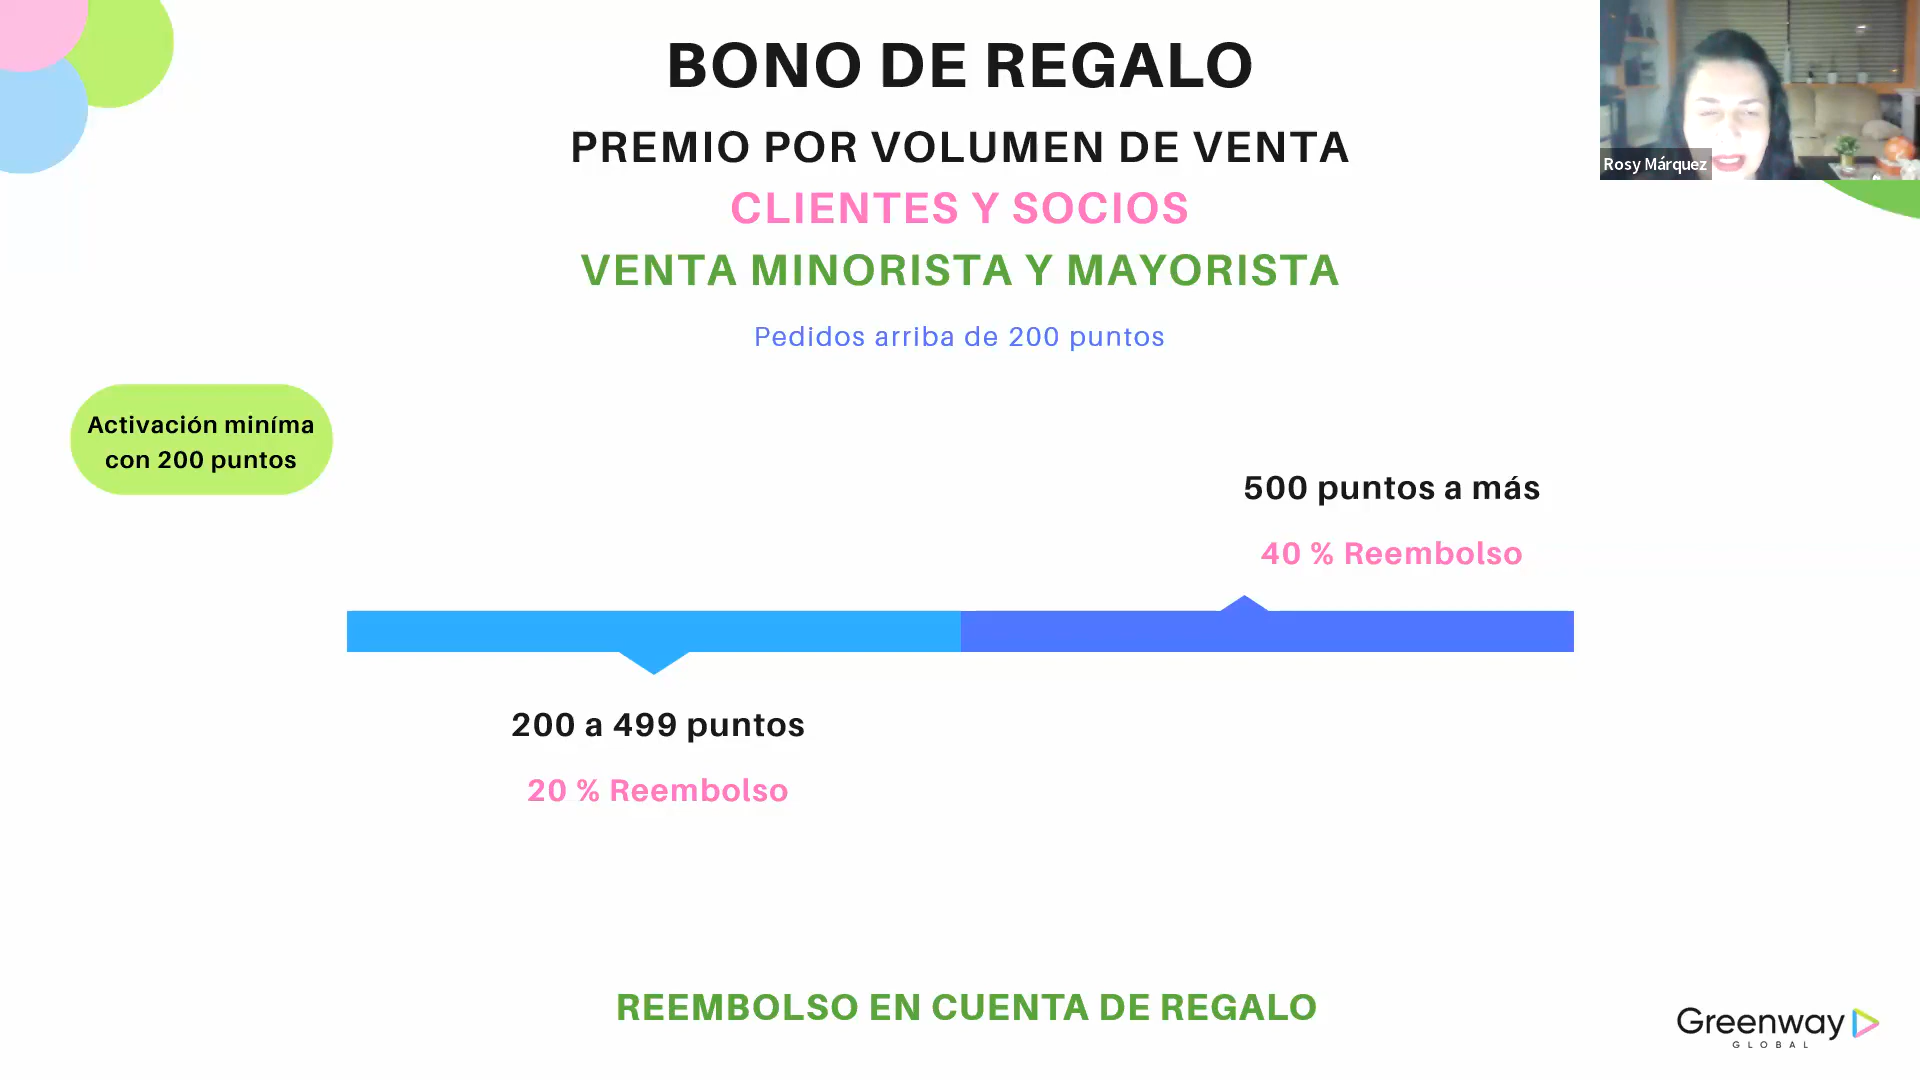 BONO DE REGALO
PREMIO POR VOLUMEN DE VENTA
CLIENTES Y SOCIOS
VENTA MINORISTA Y MAYORISTA
Pedidos arriba de 200 puntos
Rosy Márquez
Activación miníma
con 200 puntos
500 puntos a más
40 % Reembolso
200 a 499 puntos
20 % Reembolso
REEMBOLSO EN CUENTA DE REGALO
Greenway
GLOBAL